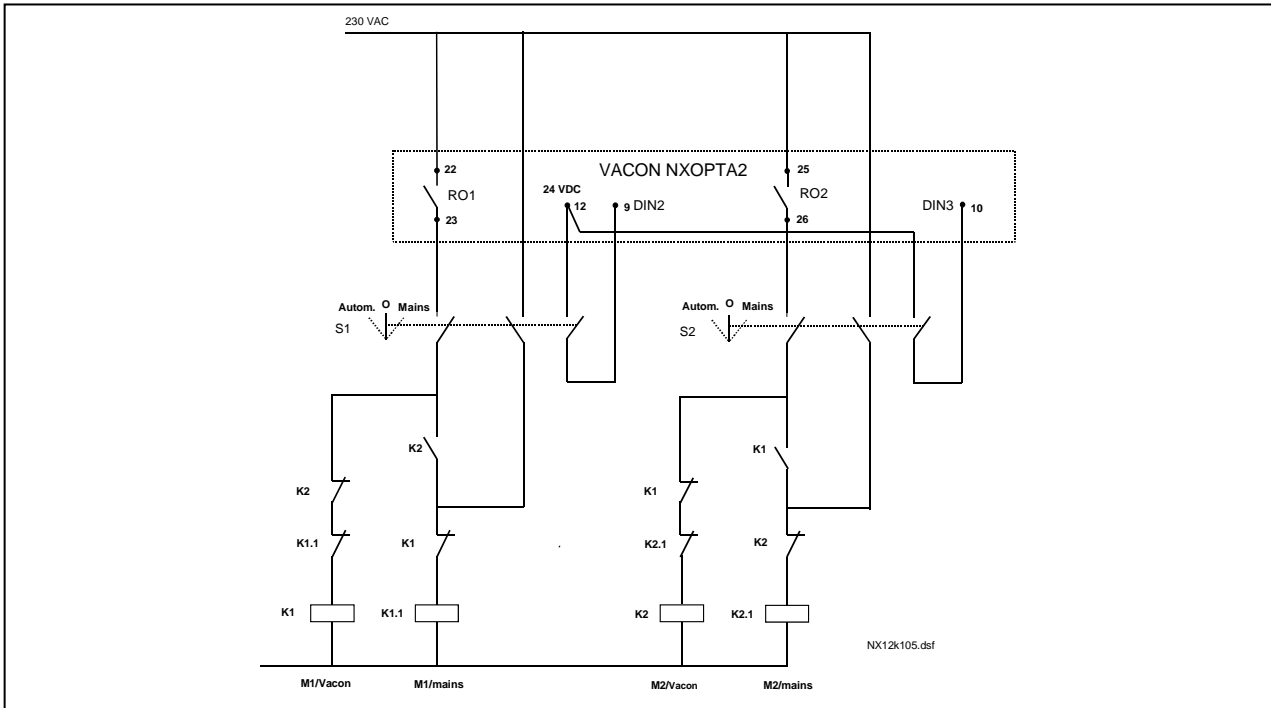 230 VAC
VACON NXOPTA2
22
25
24 VDC
RO1
RO2
12
9 DIN2
DIN3 10
23
26
Autom. O Mains
Autom. O Mains
S1
S2
K2
K1
K2
K1
K1.1
K1
K2.1
K2
K1
K1.1
K2
K2.1
NX12k105.dsf
M1/Vacon
M1/mains
M2/Vacon
M2/mains